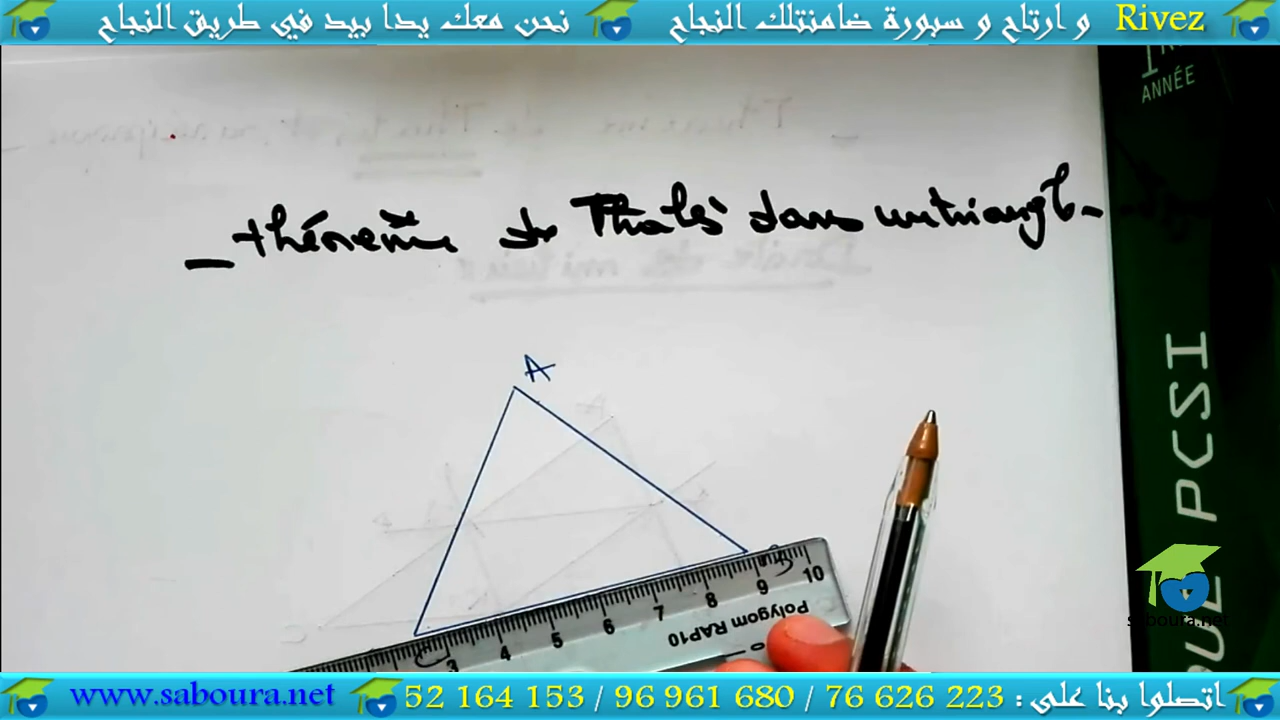 نحن معك يدا بيد في طريق النجاح و ارتاح و سبورة ضامنتلك النجاح Rivez
ANNÉE
_ théorème de Thalès dans un triangle
A
3 4 5 6 7 8 9 10
Polygom RAP10
0
PCSI
saboura.net
www.saboura.net 52 164 153 / 96 961 680 / 76 626 223 : اتصلوا بنا على